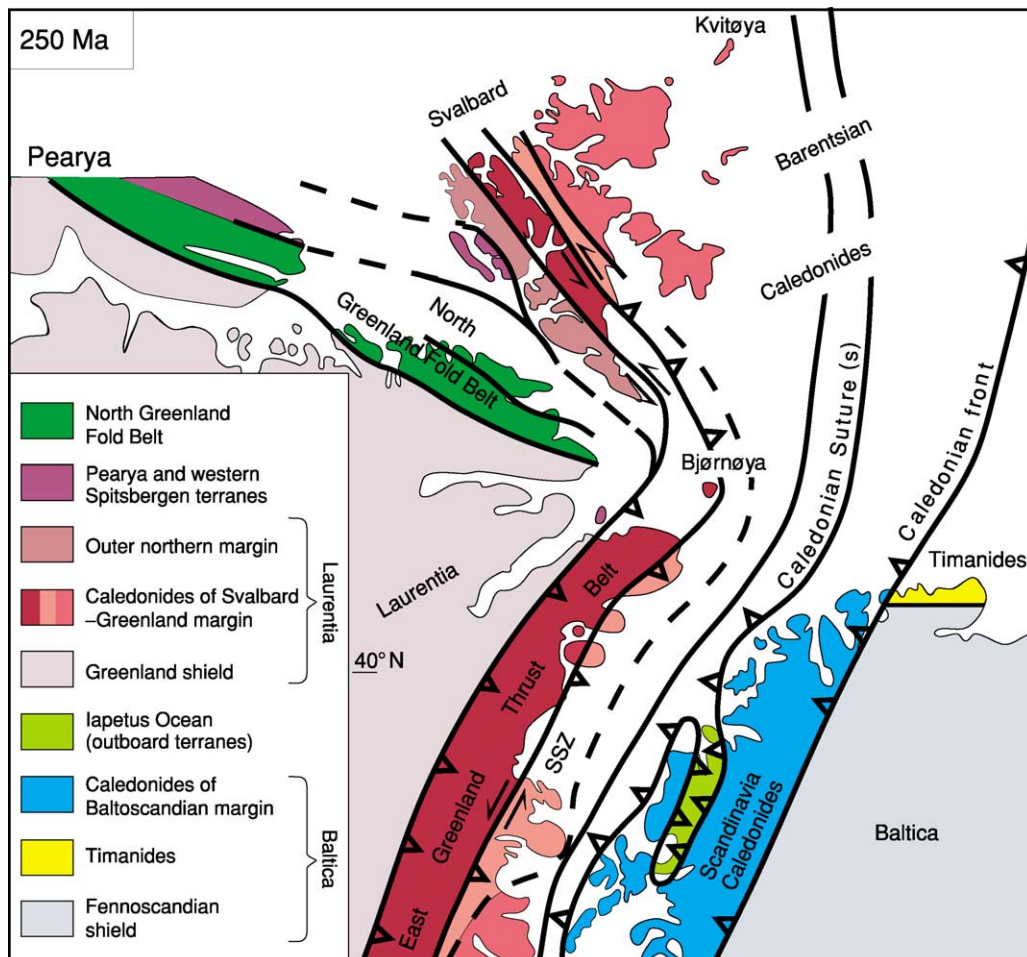 250 Ma
Kvitøya
Svalbard
Barentsian
Pearya
Caledonides
North
Greenland Fold Belt
Bjørnøya
Caledonian Suture (s)
Caledonian front
Timanides
Laurentia
40° N
Belt
Thrust
Greenland
East
SSZ
Scandinavia
Caledonides
Baltica
North Greenland
Fold Belt
Pearya and western
Spitsbergen terranes
Outer northern margin
Caledonides of Svalbard
–Greenland margin
Greenland shield
Laurentia
Iapetus Ocean
(outboard terranes)
Caledonides of
Baltoscandian margin
Timanides
Fennoscandian
shield
Baltica